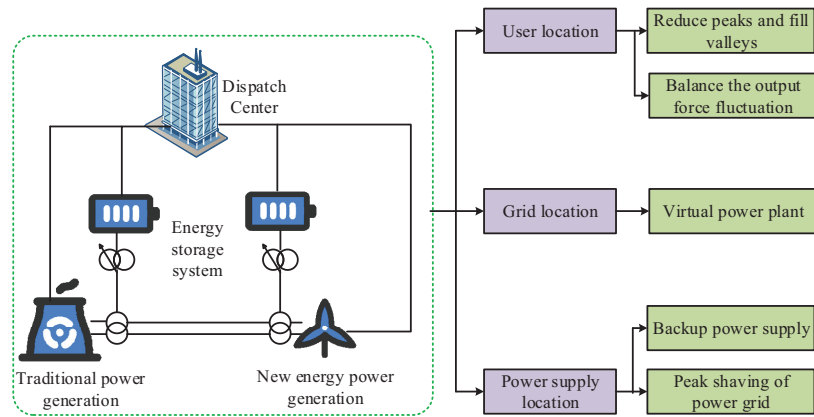 Dispatch
Center
Energy
storage
system
Traditional power
generation
New energy power
generation
User location
Reduce peaks and fill
valleys
Balance the output
force fluctuation
Grid location
Virtual power plant
Power supply
location
Backup power supply
Peak shaving of
power grid